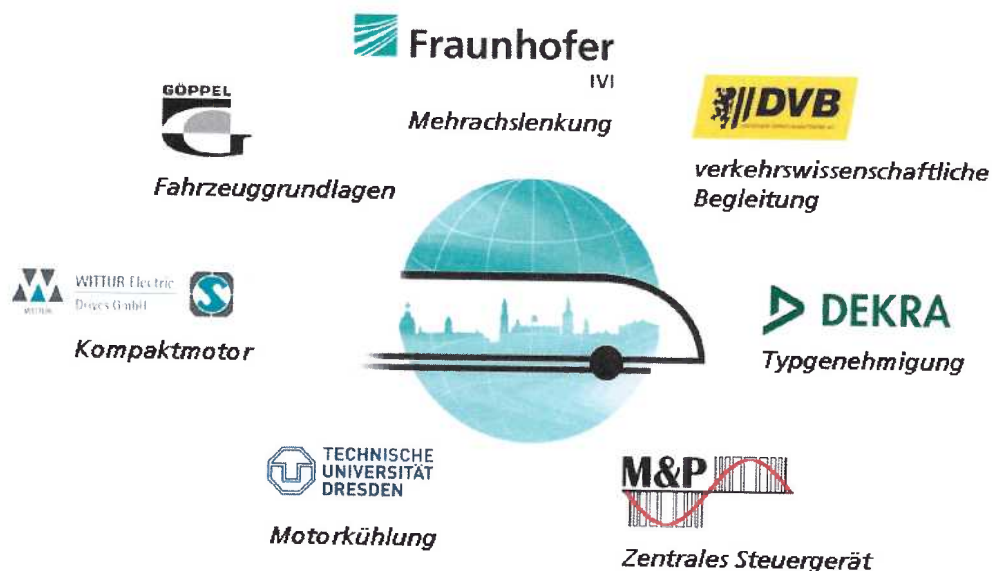 Fraunhofer
IVI
Mehrachslenkung
GÖPPEL
Fahrzeuggrundlagen
DVB
verkehrswissenschaftliche
Begleitung
WITTUR Electric
Drives GmbH
WITTUR
Kompaktmotor
DEKRA
Typgenehmigung
TECHNISCHE
UNIVERSITÄT
DRESDEN
Motorkühlung
M&P
Zentrales Steuergerät